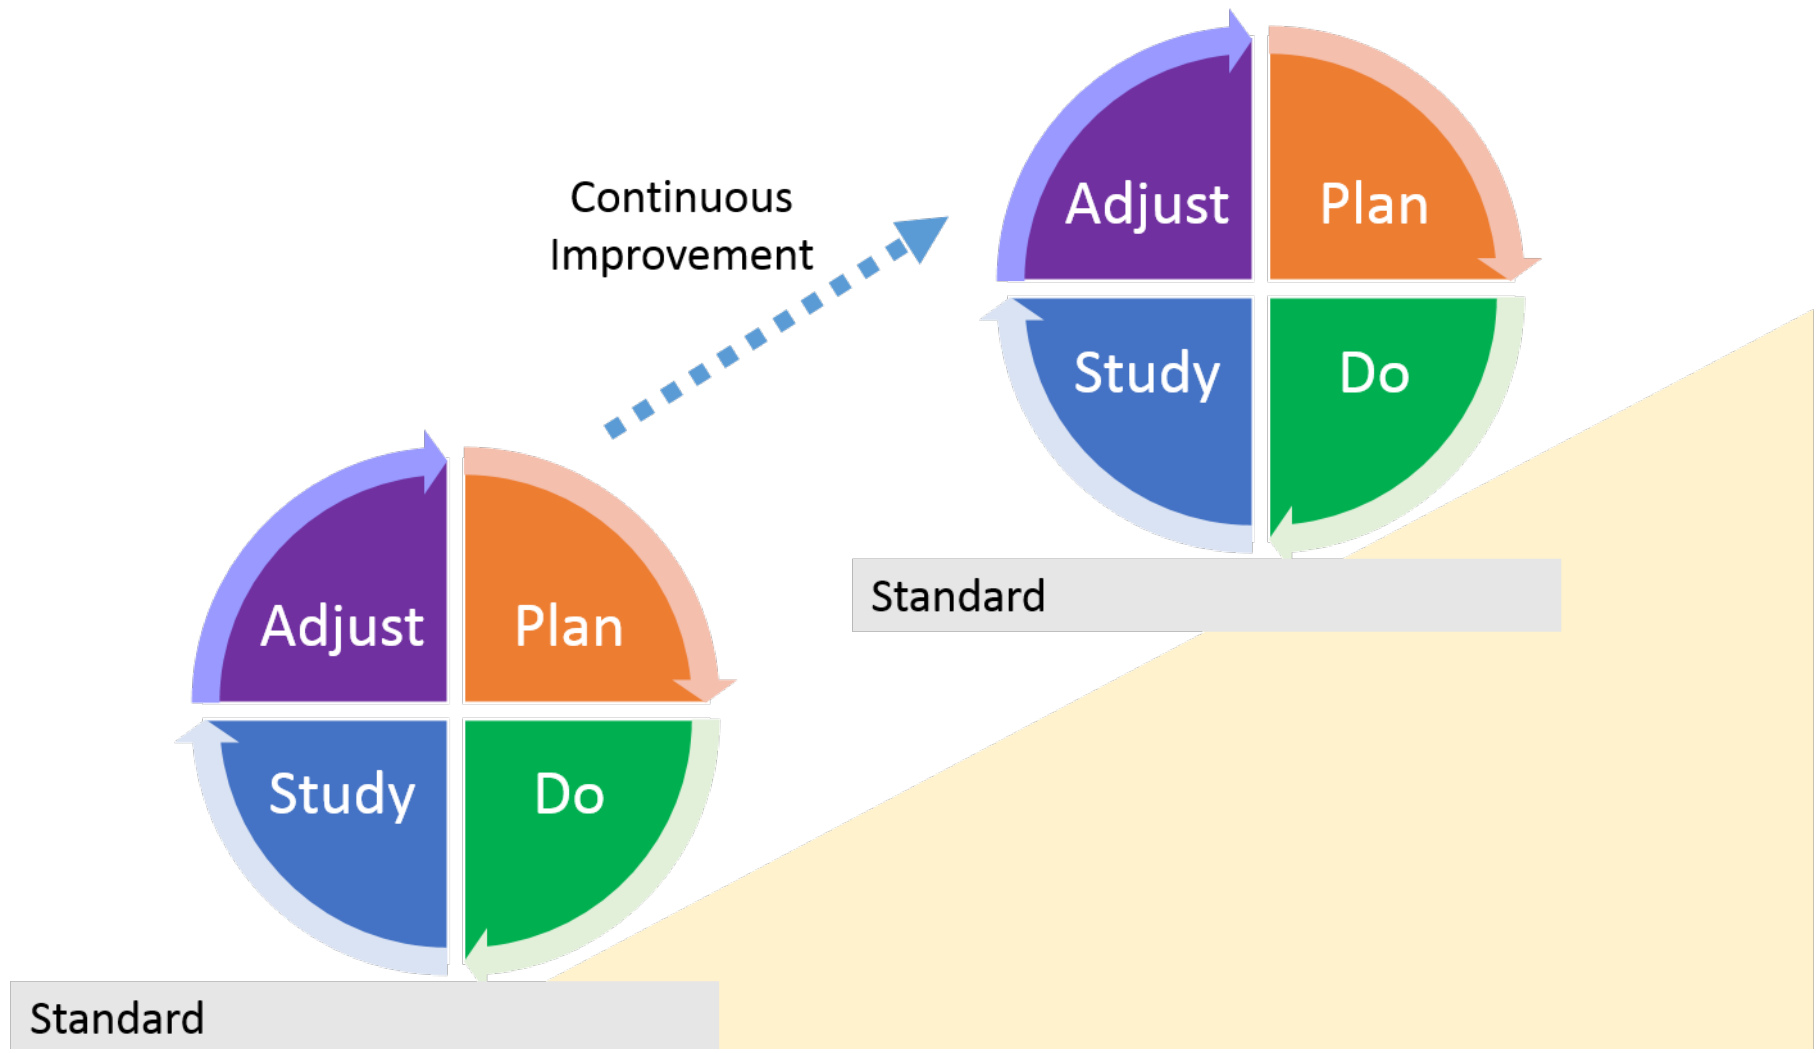 Continuous
Improvement
Adjust
Plan
Study
Do
Standard
Adjust
Plan
Study
Do
Standard